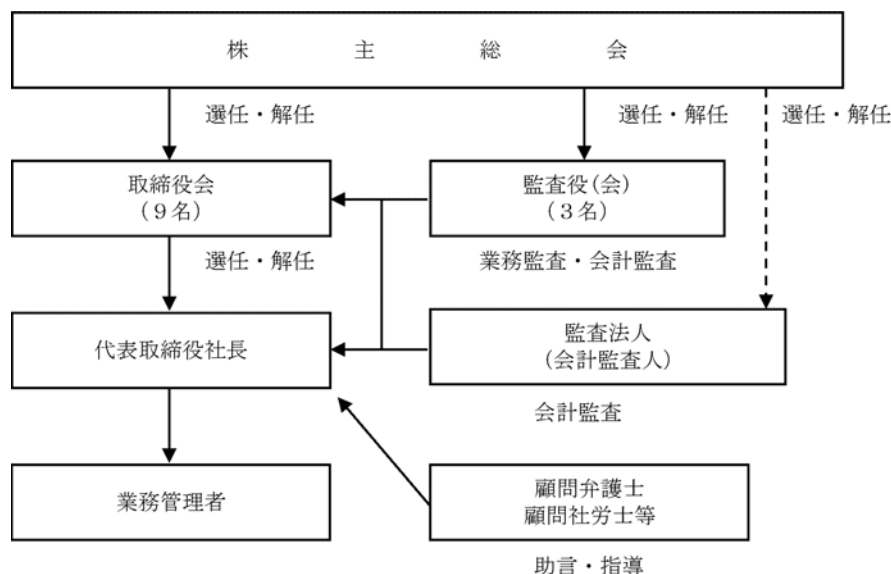 株主総会
選任・解任
選任・解任
選任・解任
取締役会
(9名)
監査役(会)
(3名)
選任・解任
業務監査・会計監査
代表取締役社長
監査法人
(会計監査人)
会計監査
業務管理者
顧問弁護士
顧問社労士等
助言・指導